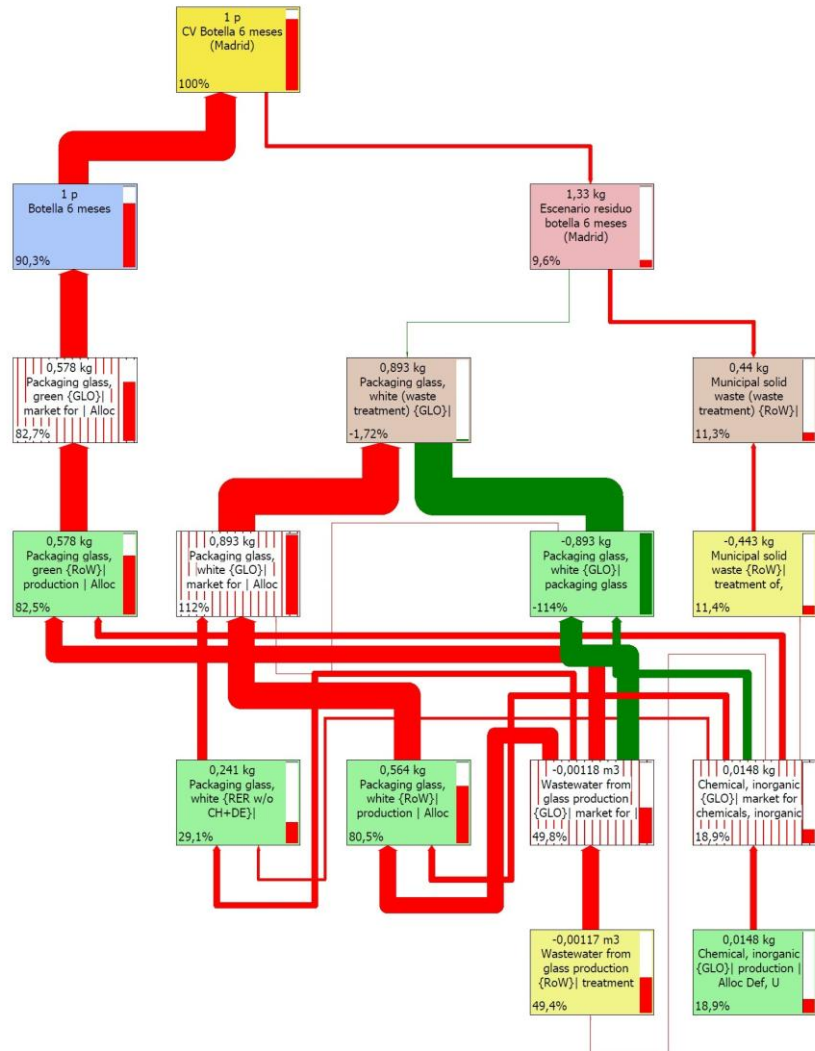 1 p
CV Botella 6 meses
(Madrid)
100%
1 p
Botella 6 meses
90,3%
1,33 kg
Escenario residuo
botella 6 meses
(Madrid)
9,6%
0,578 kg
Packaging glass,
green {GLO}|
market for | Alloc
82,7%
0,893 kg
Packaging glass,
white (waste
treatment) {GLO}|
-1,72%
0,44 kg
Municipal solid
waste (waste
treatment) {RoW}|
11,3%
0,578 kg
Packaging glass,
green {RoW}|
production | Alloc
82,5%
0,893 kg
Packaging glass,
white {GLO}|
market for | Alloc
112%
-0,893 kg
Packaging glass,
white {GLO}|
packaging glass
-114%
-0,443 kg
Municipal solid
waste {RoW}|
treatment of,
11,4%
0,241 kg
Packaging glass,
white {RER w/o
CH+DE}|
29,1%
0,564 kg
Packaging glass,
white {RoW}|
production | Alloc
80,5%
-0,00118 m3
Wastewater from
glass production
{GLO}| market for |
49,8%
0,0148 kg
Chemical, inorganic
{GLO}| market for
chemicals, inorganic
18,9%
-0,00117 m3
Wastewater from
glass production
{RoW}| treatment
49,4%
0,0148 kg
Chemical, inorganic
{GLO}| production |
Alloc Def, U
18,9%